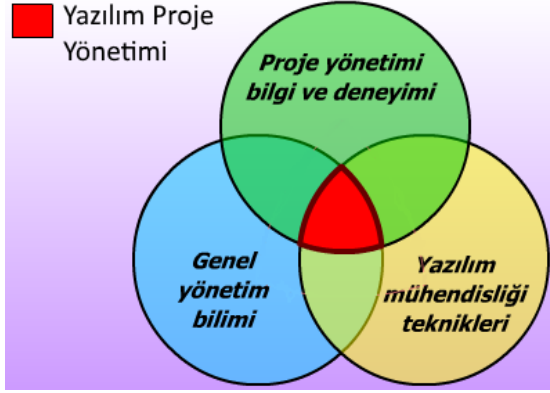 Yazılım Proje
Yönetimi
Proje yönetimi
bilgi ve deneyimi
Genel
yönetim
bilimi
Yazılım
mühendisliği
teknikleri